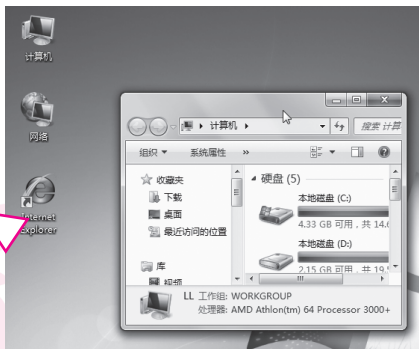 计算机
网络
Internet
Explorer
计算机
搜索 计算
组织 系统属性 »
收藏夹
下载
桌面
最近访问的位置
库
视频
硬盘 (5)
本地磁盘 (C:)
4.33 GB 可用，共 14.6
本地磁盘 (D:)
2.15 GB 可用，共 19.
LL 工作组: WORKGROUP
处理器: AMD Athlon(tm) 64 Processor 3000+